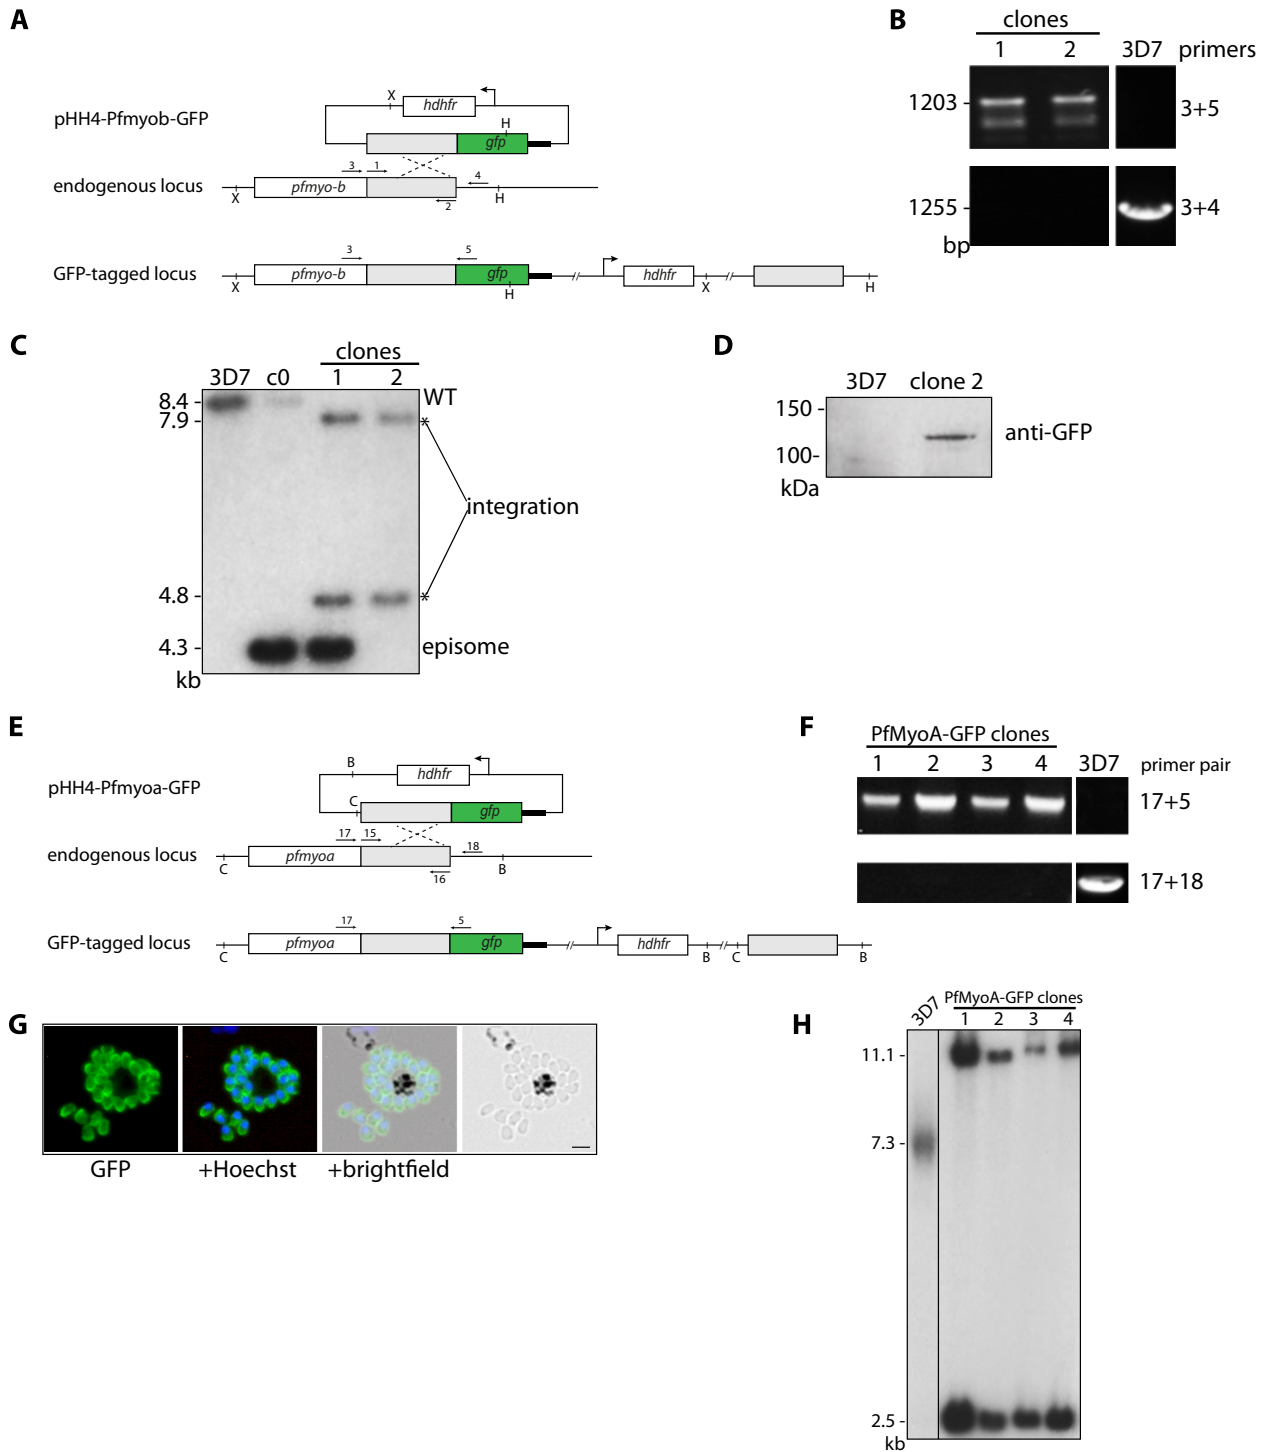 A
pHH4-Pfmyob-GFP
X
hdhfr
H
gfp
3
1
4
endogenous locus
X
pfmyo-b
2
H
3
5
GFP-tagged locus
X
pfmyo-b
gfp
H
hdhfr
X
H
B
clones
1 2 3D7 primers
1203 -
3+5
1255 -
3+4
bp
C
clones
3D7 c0 1 2
8.4 -
WT
7.9 -
*
integration
4.8 -
*
4.3 -
episome
kb
D
3D7 clone 2
150 -
anti-GFP
100-
kDa
E
pHH4-Pfmyoa-GFP
B
hdhfr
C
gfp
17
15
18
endogenous locus
C
pfmyoa
16
B
17
5
GFP-tagged locus
C
pfmyoa
gfp
hdhfr
B
C
B
F
PfMyoA-GFP clones
1 2 3 4 3D7 primer pair
17+5
17+18
G
GFP
+Hoechst
+brightfield
H
3D7
PfMyoA-GFP clones
1 2 3 4
11.1 -
7.3 -
2.5 -
kb